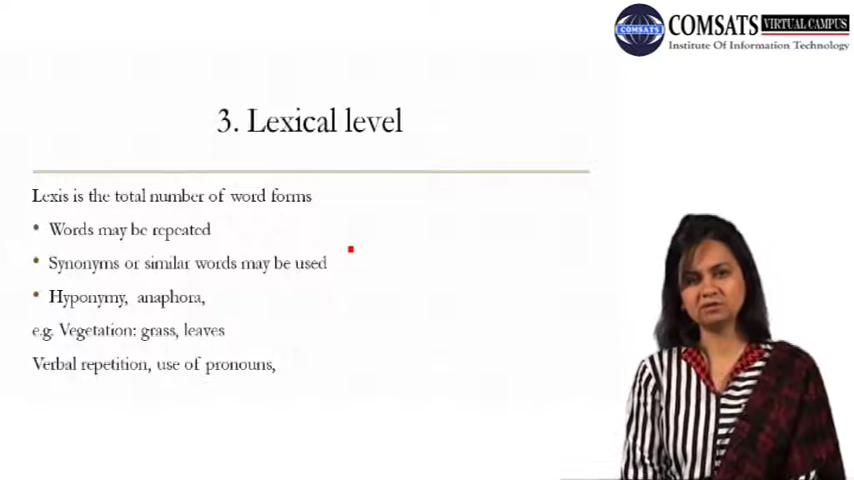 COMSATS
COMSATS VIRTUAL CAMPUS
Institute Of Information Technology
3. Lexical level
Lexis is the total number of word forms
• Words may be repeated
• Synonyms or similar words may be used
• Hyponymy, anaphora,
e.g. Vegetation: grass, leaves
Verbal repetition, use of pronouns,